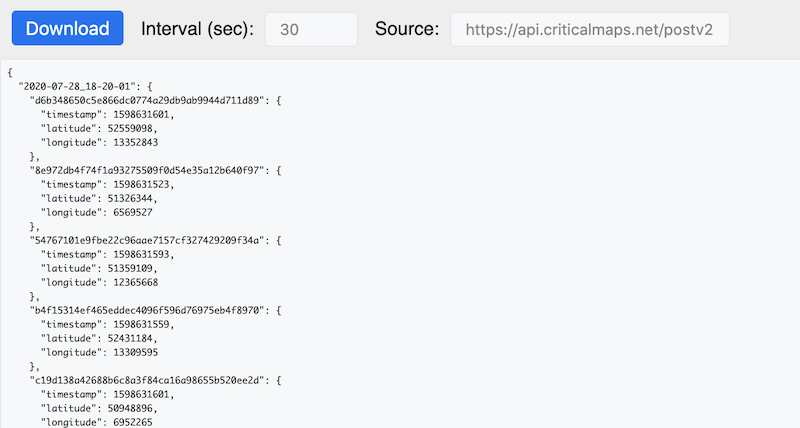 Download Interval (sec): 30 Source: https://api.criticalmaps.net/postv2
{
"2020-07-28_18-20-01": {
"d6b348650c5e866dc0774a29db9ab9944d711d89": {
"timestamp": 1598631601,
"latitude": 52559098,
"longitude": 13352843
},
"8e972db4f74f1a93275509f0d54e35a12b640f97": {
"timestamp": 1598631523,
"latitude": 51326344,
"longitude": 6569527
},
"54767101e9fbe22c96aae7157cf327429209f34a": {
"timestamp": 1598631593,
"latitude": 51359109,
"longitude": 12365668
},
"b4f15314ef465eddec4096f596d76975eb4f8970": {
"timestamp": 1598631559,
"latitude": 52431184,
"longitude": 13309595
},
"c19d138a42688b6c8a3f84ca16a98655b520ee2d": {
"timestamp": 1598631601,
"latitude": 50948896,
"longitude": 6952265